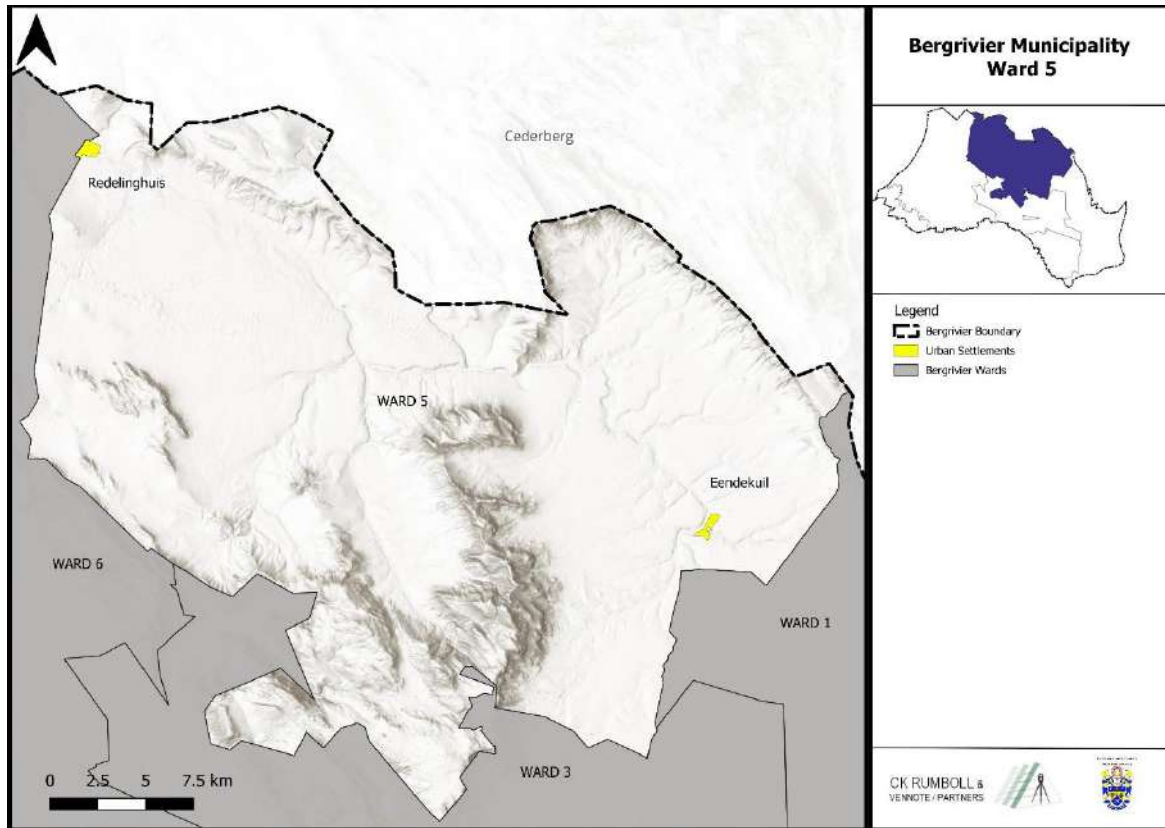 Bergrivier Municipality
Ward 5
Cederberg
Redelinghuis
WARD 5
Eendekuil
WARD 6
WARD 1
WARD 3
0 2.5 5 7.5 km
Legend
Bergrivier Boundary
Urban Settlements
Bergrivier Wards
CK RUMBOLL &
VENNOTE / PARTNERS